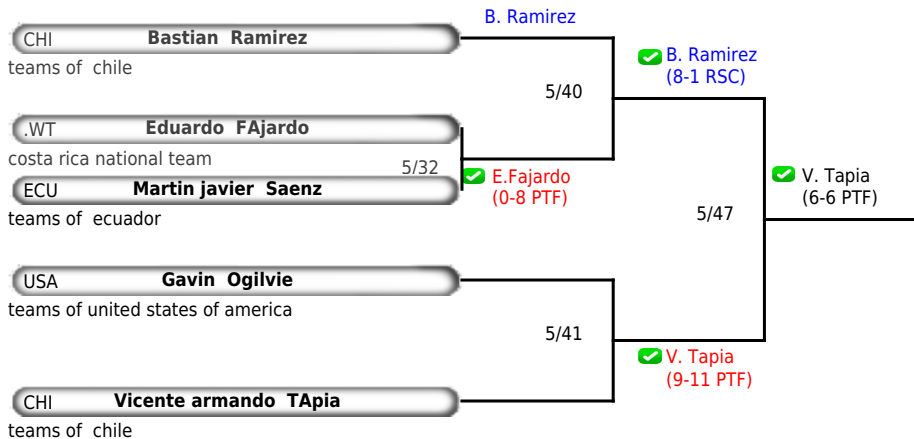 B. Ramirez
CHI Bastian Ramirez
teams of chile
B. Ramirez
(8-1 RSC)
5/40
.WT Eduardo FAjardo
costa rica national team
5/32
E.Fajardo
(0-8 PTF)
ECU Martin javier Saenz
teams of ecuador
V. Tapia
(6-6 PTF)
5/47
USA Gavin Ogilvie
teams of united states of america
5/41
V. Tapia
(9-11 PTF)
CHI Vicente armando TApia
teams of chile